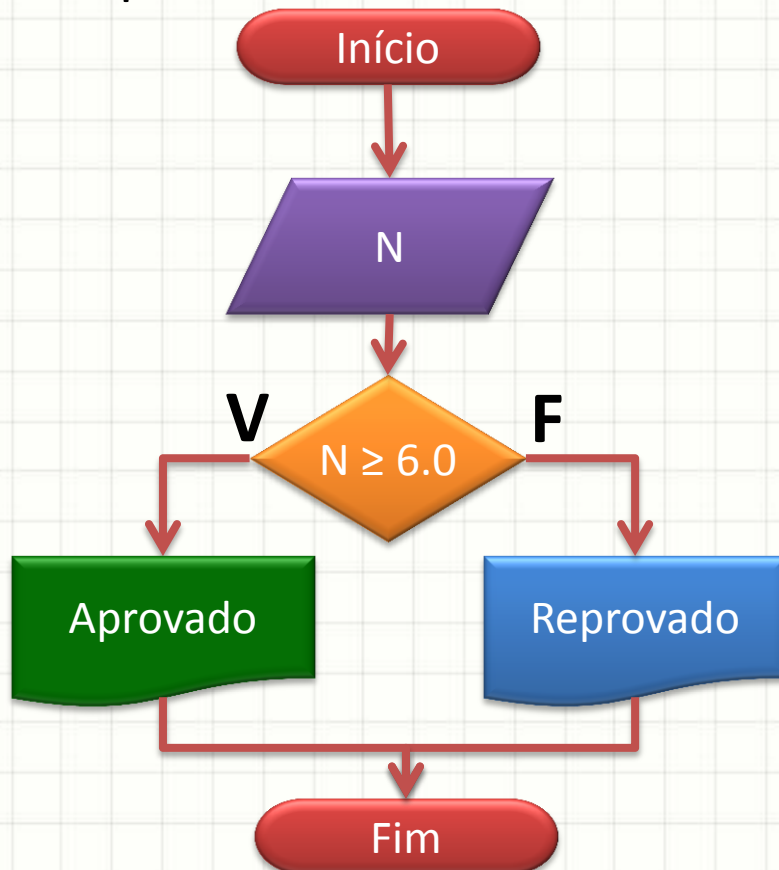 Início
N
V
N ≥ 6.0
F
Aprovado
Reprovado
Fim